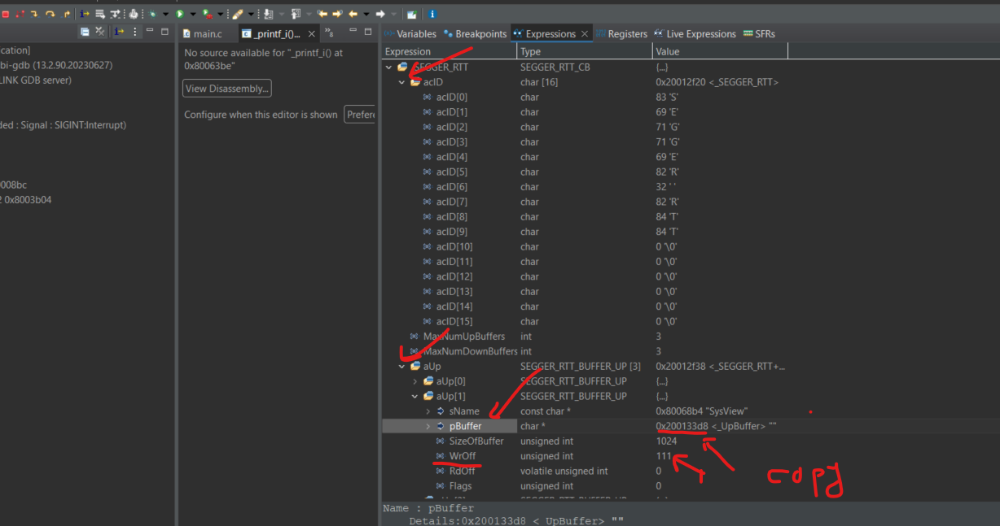 main.c
_printf_i()...
»8
Variables
Breakpoints
Expressions
Registers
Live Expressions
SFRs
cation]
bi-gdb (13.2.90.20230627)
LINK GDB server)
ded : Signal : SIGINT:Interrupt)
0008bc
2 0x8003b04
No source available for "_printf_i() at
0x80063be"
View Disassembly...
Configure when this editor is shown
Prefere
Expression Type Value
_SEGGER_RTT SEGGER_RTT_CB {...}
acID char [16] 0x20012f20 <_SEGGER_RTT>
acID[0] char 83 'S'
acID[1] char 69 'E'
acID[2] char 71 'G'
acID[3] char 71 'G'
acID[4] char 69 'E'
acID[5] char 82 'R'
acID[6] char 32 ' '
acID[7] char 82 'R'
acID[8] char 84 'T'
acID[9] char 84 'T'
acID[10] char 0 '\0'
acID[11] char 0 '\0'
acID[12] char 0 '\0'
acID[13] char 0 '\0'
acID[14] char 0 '\0'
acID[15] char 0 '\0'
MaxNumUpBuffers int 3
MaxNumDownBuffers int 3
aUp SEGGER_RTT_BUFFER_UP [3] 0x20012f38 <_SEGGER_RTT+...
aUp[0] SEGGER_RTT_BUFFER_UP {...}
aUp[1] SEGGER_RTT_BUFFER_UP {...}
sName const char * 0x80068b4 "SysView"
pBuffer char * 0x200133d8 <_UpBuffer> ""
SizeOfBuffer unsigned int 1024
WrOff unsigned int 111
RdOff volatile unsigned int 0
Flags unsigned int 0
copy
Name : pBuffer
Details:0x200133d8 <_UpBuffer> ""